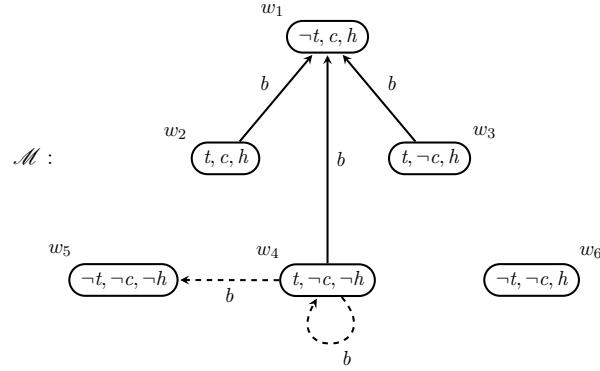 w₁
¬t, c, h
b
b
w₂
w₃
ℳ :
t, c, h
b
t, ¬c, h
w₅
w₄
w₆
¬t, ¬c, ¬h
b
t, ¬c, ¬h
¬t, ¬c, h
b